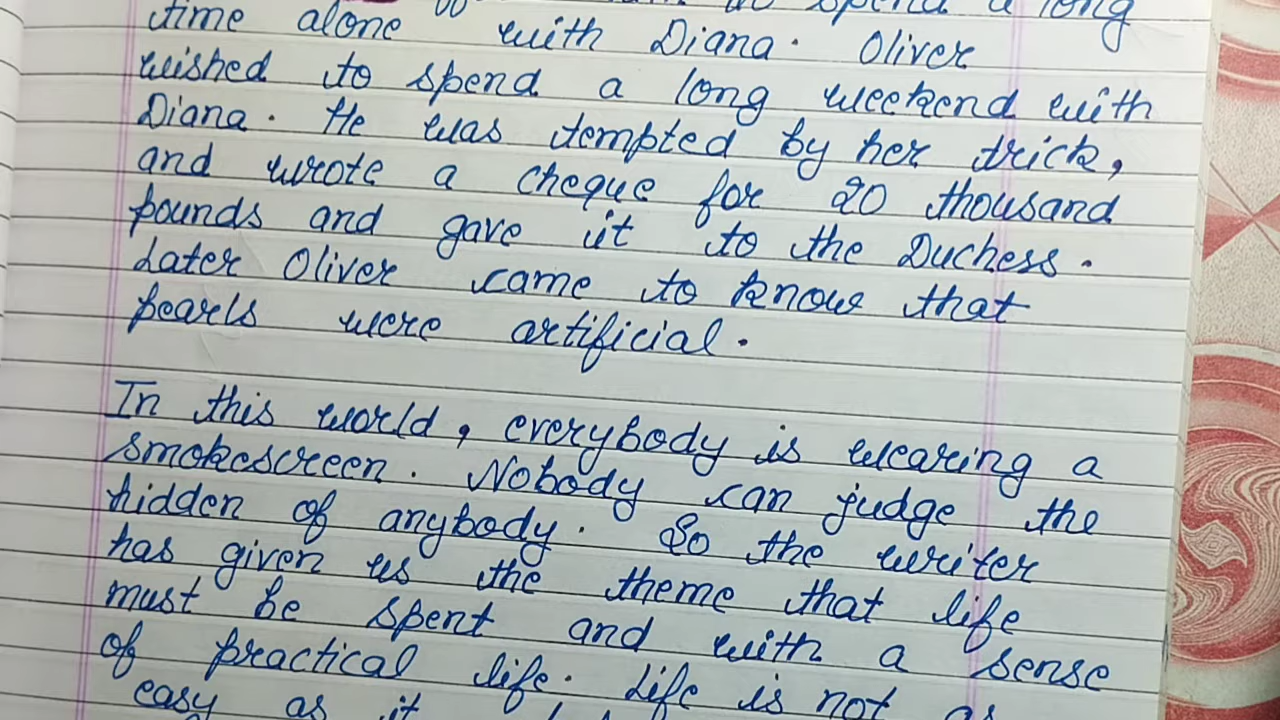 to spend a long
time alone with Diana. Oliver
wished to spend a long weekend with
Diana. He was tempted by her trick,
and wrote a cheque for 20 thousand
pounds and gave it to the Duchess.
Later Oliver came to know that
pearls were artificial.
In this world, everybody is wearing a
smokescreen. Nobody can judge the
hidden of anybody. So the writer
has given us the theme that life
must be spent and with a sense
of practical life. Life is not as
easy as it